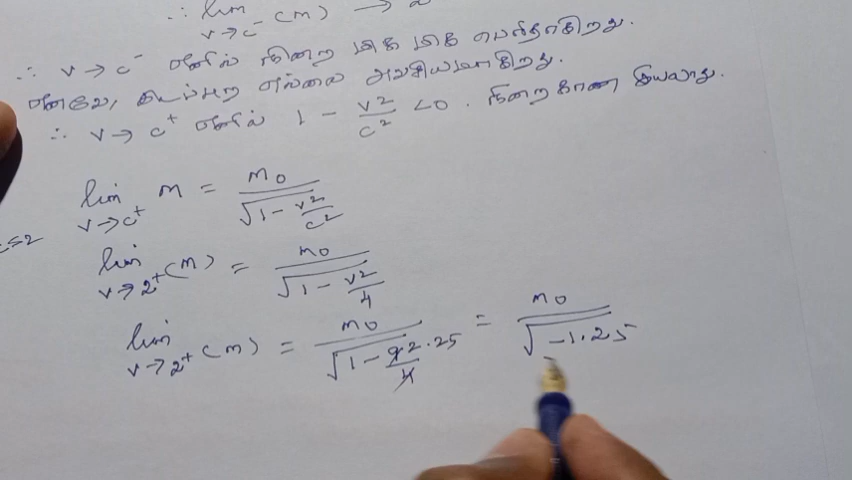 ∴ lim v→c⁻ (m) → ∞
∴ v→c⁻ எனில் நிறை மிக மிக பெரிதாகிறது.
எனவே, இடப்புற எல்லை அவசியமாகிறது.
∴ v→c⁺ எனில் 1 - v²/c² < 0. நிறை காண இயலாது.
lim v→c⁺ m = m₀/√(1 - v²/c²)
c=2
lim v→2⁺ (m) = m₀/√(1 - v²/4)
lim v→2⁺ (m) = m₀/√(1 - 9 2.25/4) = m₀/√(-1.25)